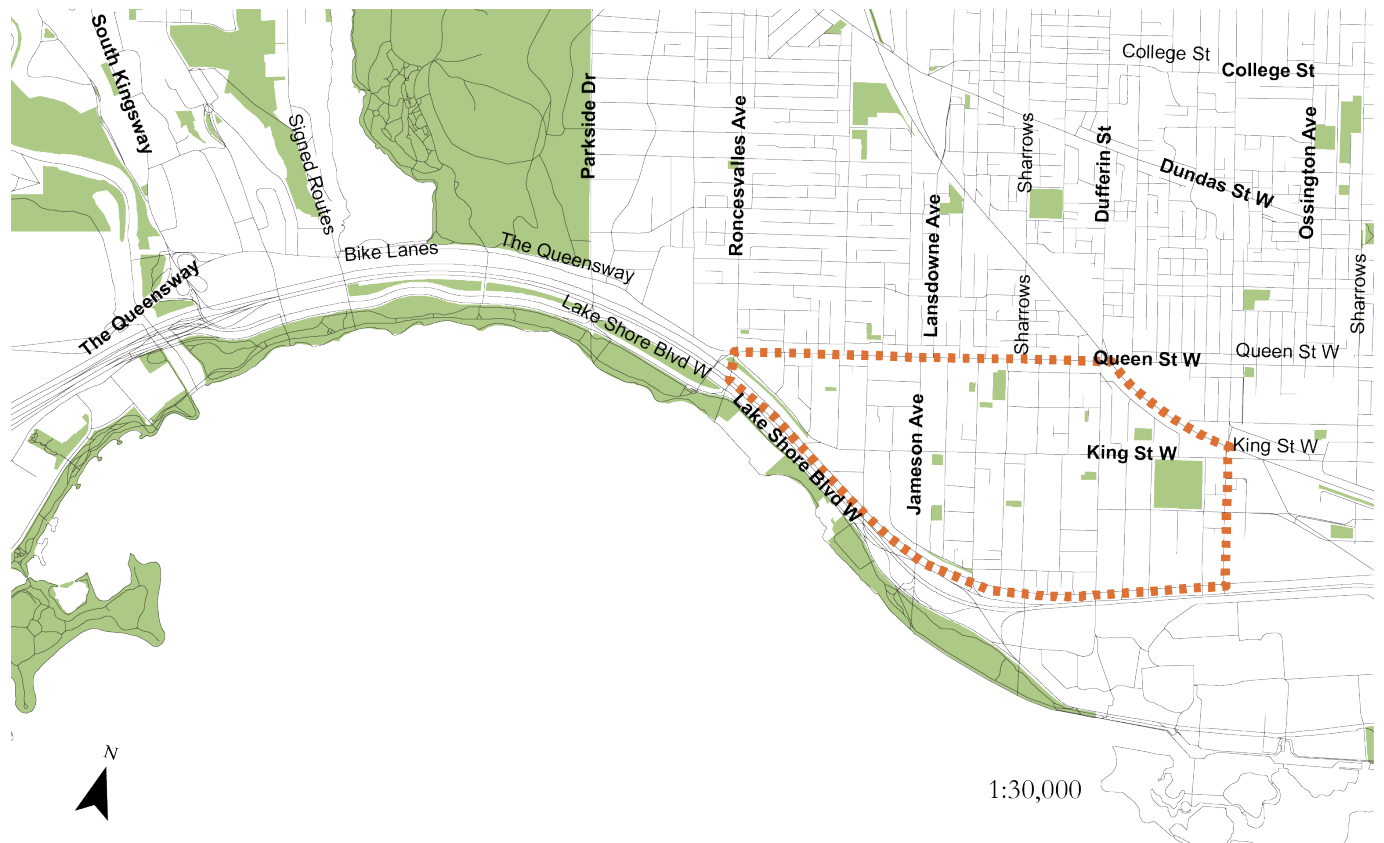 South Kingsway
College St
College St
Parkside Dr
Roncesvalles Ave
Signed Routes
Sharrows
Dufferin St
Ossington Ave
Dundas St W
Lansdowne Ave
Bike Lanes
The Queensway
The Queensway
Sharrows
Sharrows
Lake Shore Blvd W
Queen St W
Queen St W
Lake Shore Blvd W
Jameson Ave
King St W
King St W
N
1:30,000